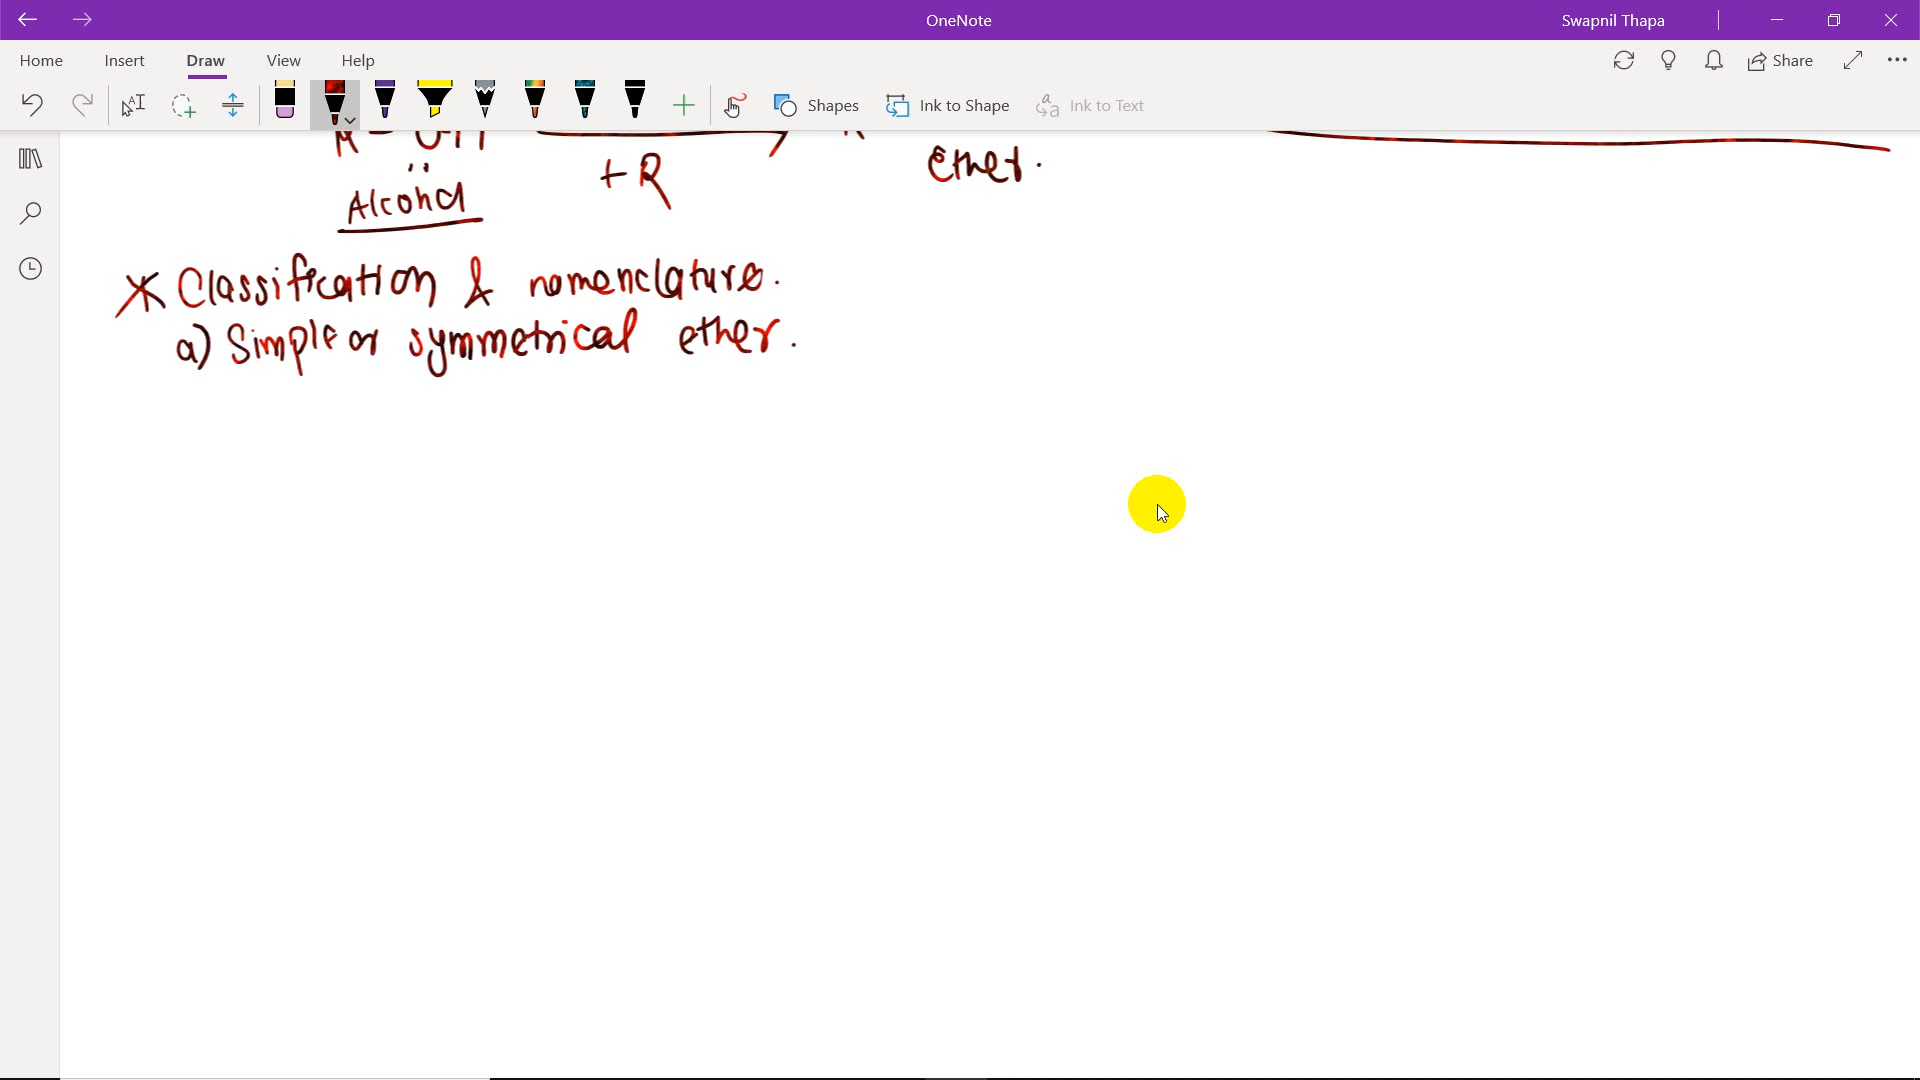 OneNote
Swapnil Thapa
Home Insert Draw View Help
Share
Shapes Ink to Shape Ink to Text
R - OH R
+R Ether.
Alcohol
* Classification & nomenclature.
a) Simple or symmetrical ether.